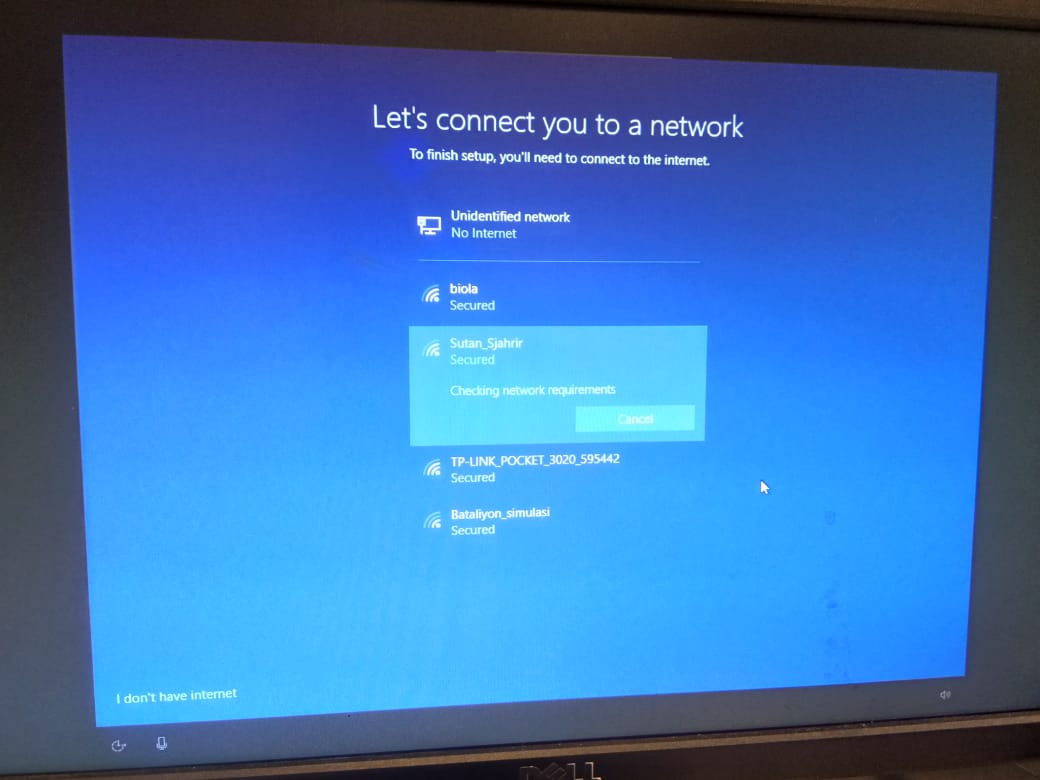 Let's connect you to a network
To finish setup, you'll need to connect to the internet.
Unidentified network
No Internet
biola
Secured
Sutan_Sjahrir
Secured
Checking network requirements
Cancel
TP-LINK_POCKET_3020_595442
Secured
Bataliyon_simulasi
Secured
I don't have internet
DELL